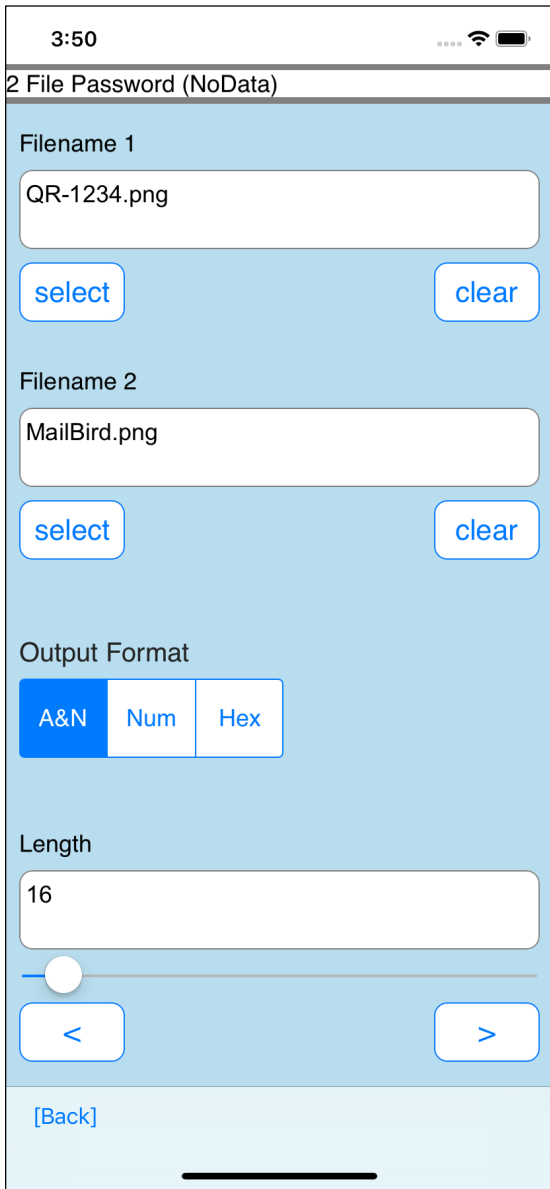 3:50
2 File Password (NoData)
Filename 1
QR-1234.png
select clear
Filename 2
MailBird.png
select clear
Output Format
A&N Num Hex
Length
16
< >
[Back]